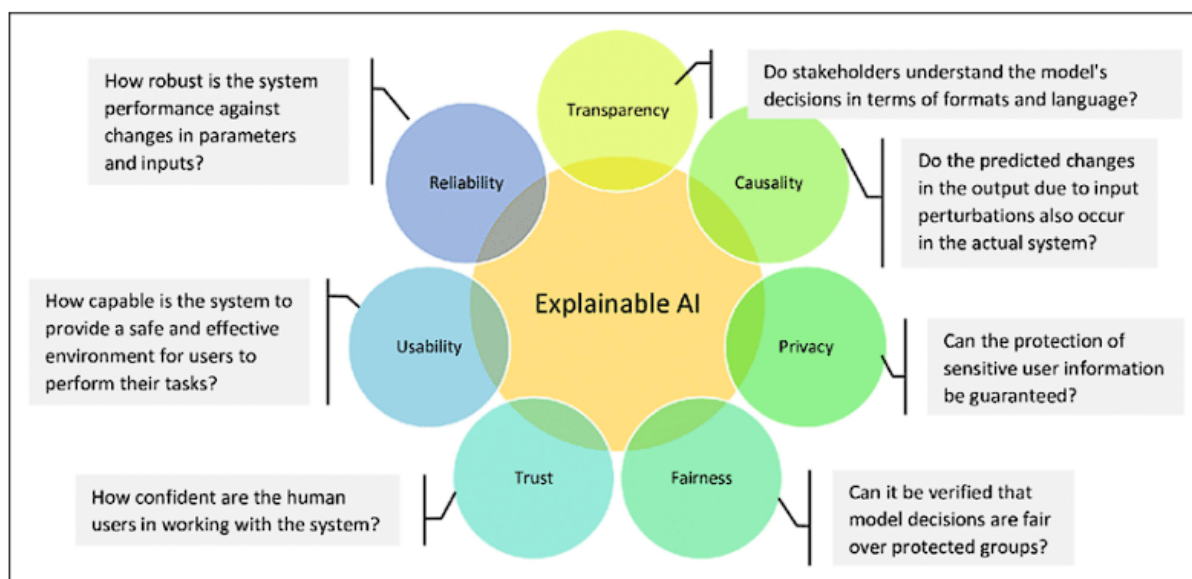 How robust is the system
performance against
changes in parameters
and inputs?
Transparency
Do stakeholders understand the model's
decisions in terms of formats and language?
Reliability
Causality
Do the predicted changes
in the output due to input
perturbations also occur
in the actual system?
How capable is the system to
provide a safe and effective
environment for users to
perform their tasks?
Usability
Explainable AI
Privacy
Can the protection of
sensitive user information
be guaranteed?
How confident are the human
users in working with the system?
Trust
Fairness
Can it be verified that
model decisions are fair
over protected groups?